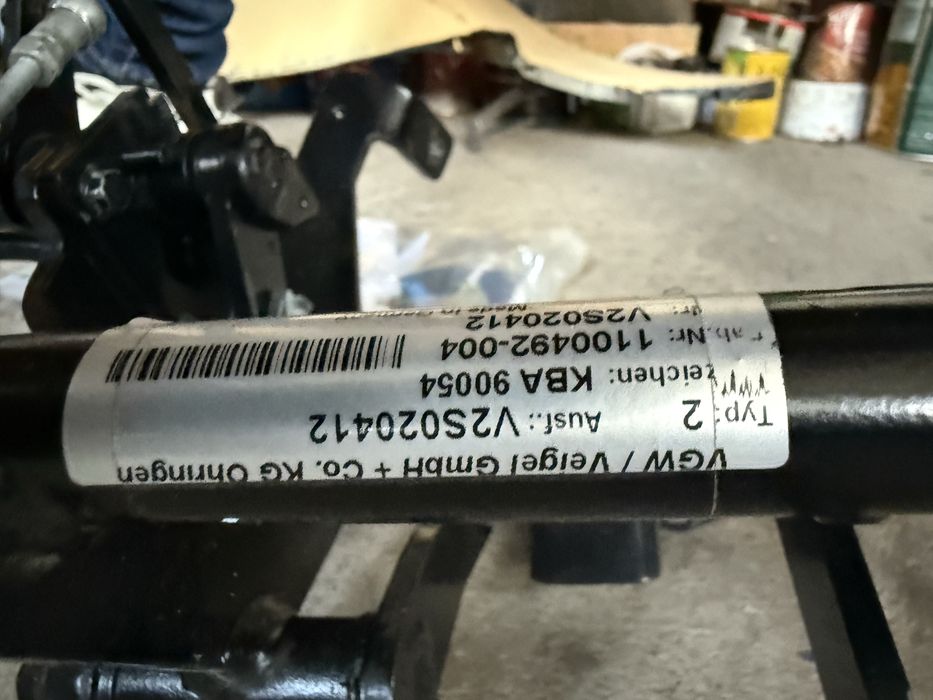 VGW / Veigel GmbH + Co. KG Öhringen
Typ: 2 Ausf.: V2S020412
zeichen: KBA 90054
Fab.Nr: 1100492-004
Nr: V2S020412
Made in